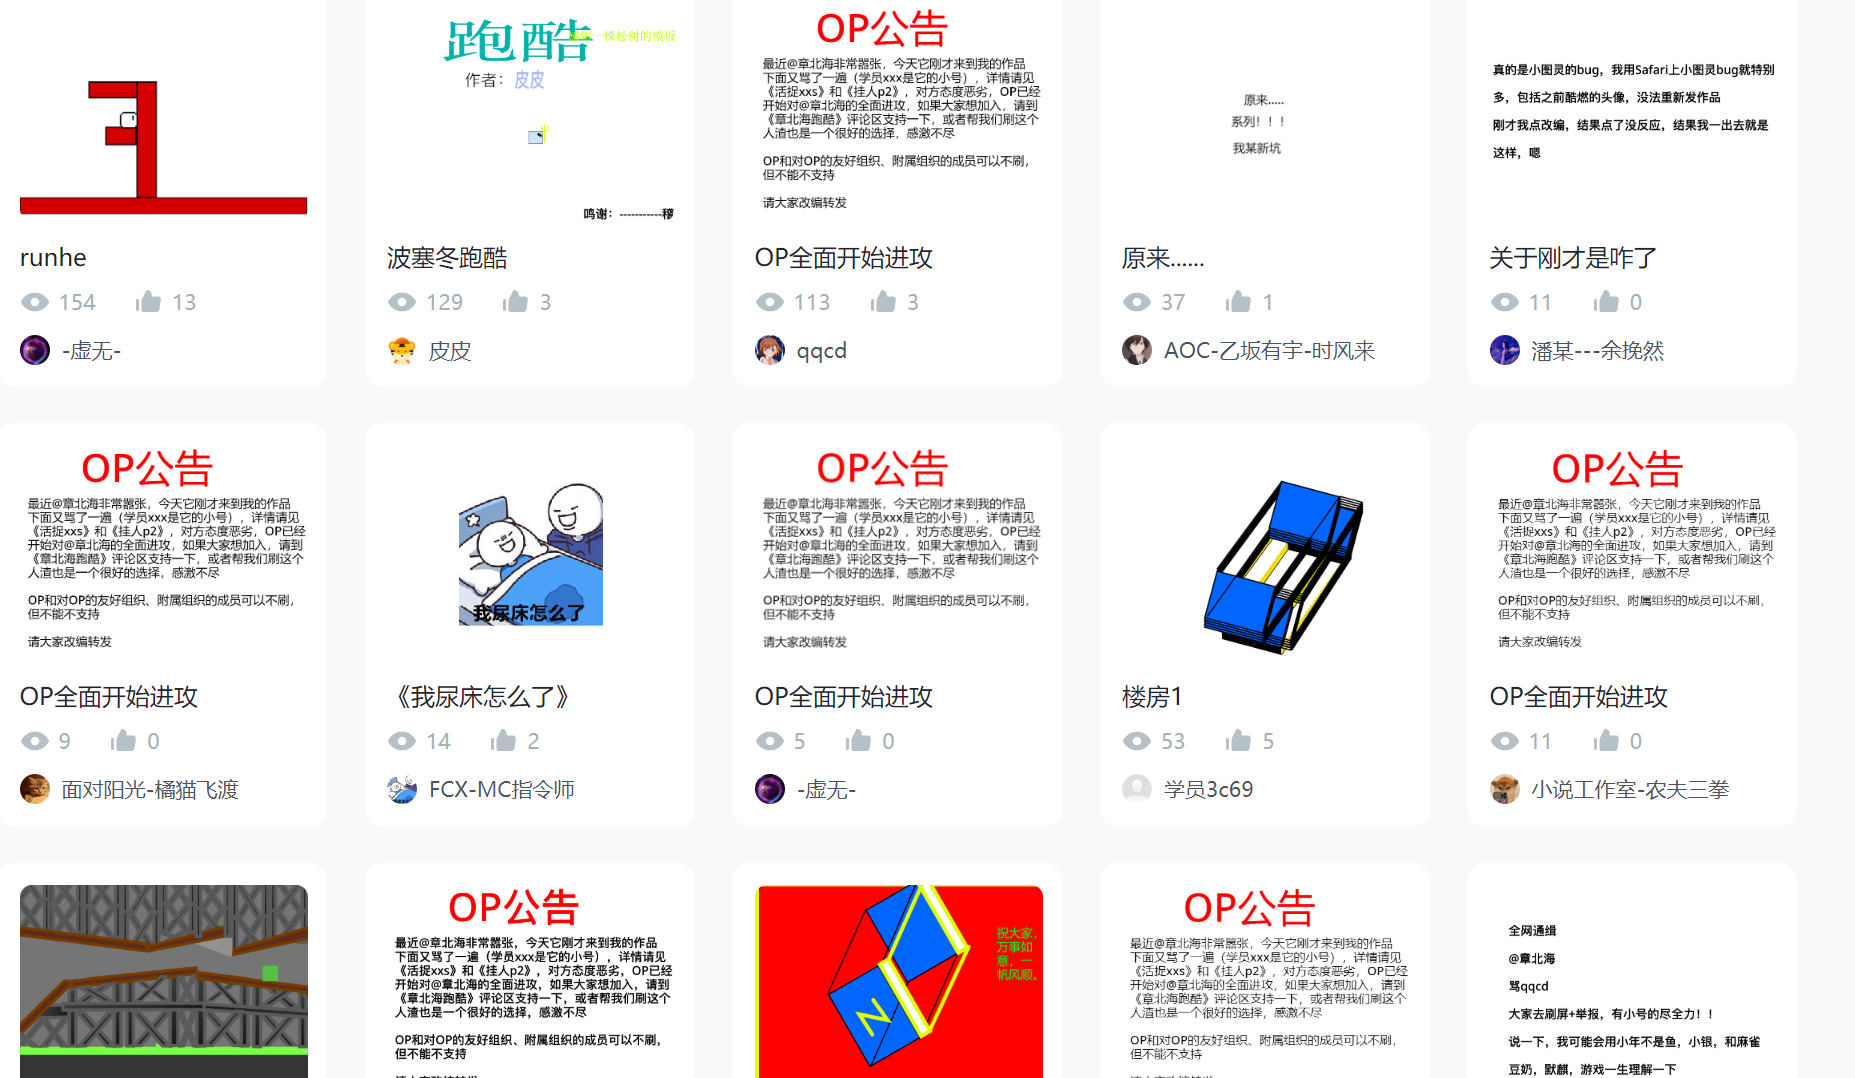 跑酷
一棵松树的模板
作者：皮皮
鸣谢：-----------穆
OP公告
最近@章北海非常嚣张，今天它刚才来到我的作品
下面又骂了一遍（学员xxx是它的小号），详情请见
《活捉xxs》和《挂人p2》，对方态度恶劣，OP已经
开始对@章北海的全面进攻，如果大家想加入，请到
《章北海跑酷》评论区支持一下，或者帮我们刷这个
人渣也是一个很好的选择，感激不尽
OP和对OP的友好组织、附属组织的成员可以不刷，
但不能不支持
请大家改编转发
原来.....
系列！！！
我某新坑
真的是小图灵的bug，我用Safari上小图灵bug就特别
多，包括之前酷燃的头像，没法重新发作品
刚才我点改编，结果点了没反应，结果我一出去就是
这样，嗯
runhe
154 13
-虚无-
波塞冬跑酷
129 3
皮皮
OP全面开始进攻
113 3
qqcd
原来......
37 1
AOC-乙坂有宇-时风来
关于刚才是咋了
11 0
潘某---余挽然
OP公告
最近@章北海非常嚣张，今天它刚才来到我的作品
下面又骂了一遍（学员xxx是它的小号），详情请见
《活捉xxs》和《挂人p2》，对方态度恶劣，OP已经
开始对@章北海的全面进攻，如果大家想加入，请到
《章北海跑酷》评论区支持一下，或者帮我们刷这个
人渣也是一个很好的选择，感激不尽
OP和对OP的友好组织、附属组织的成员可以不刷，
但不能不支持
请大家改编转发
我尿床怎么了
OP公告
最近@章北海非常嚣张，今天它刚才来到我的作品
下面又骂了一遍（学员xxx是它的小号），详情请见
《活捉xxs》和《挂人p2》，对方态度恶劣，OP已经
开始对@章北海的全面进攻，如果大家想加入，请到
《章北海跑酷》评论区支持一下，或者帮我们刷这个
人渣也是一个很好的选择，感激不尽
OP和对OP的友好组织、附属组织的成员可以不刷，
但不能不支持
请大家改编转发
OP公告
最近@章北海非常嚣张，今天它刚才来到我的作品
下面又骂了一遍（学员xxx是它的小号），详情请见
《活捉xxs》和《挂人p2》，对方态度恶劣，OP已经
开始对@章北海的全面进攻，如果大家想加入，请到
《章北海跑酷》评论区支持一下，或者帮我们刷这个
人渣也是一个很好的选择，感激不尽
OP和对OP的友好组织、附属组织的成员可以不刷，
但不能不支持
请大家改编转发
OP全面开始进攻
9 0
面对阳光-橘猫飞渡
《我尿床怎么了》
14 2
FCX-MC指令师
OP全面开始进攻
5 0
-虚无-
楼房1
53 5
学员3c69
OP全面开始进攻
11 0
小说工作室-农夫三拳
OP公告
最近@章北海非常嚣张，今天它刚才来到我的作品
下面又骂了一遍（学员xxx是它的小号），详情请见
《活捉xxs》和《挂人p2》，对方态度恶劣，OP已经
开始对@章北海的全面进攻，如果大家想加入，请到
《章北海跑酷》评论区支持一下，或者帮我们刷这个
人渣也是一个很好的选择，感激不尽
OP和对OP的友好组织、附属组织的成员可以不刷，
但不能不支持
祝大家，
万事如
意，一
帆风顺。
N
OP公告
最近@章北海非常嚣张，今天它刚才来到我的作品
下面又骂了一遍（学员xxx是它的小号），详情请见
《活捉xxs》和《挂人p2》，对方态度恶劣，OP已经
开始对@章北海的全面进攻，如果大家想加入，请到
《章北海跑酷》评论区支持一下，或者帮我们刷这个
人渣也是一个很好的选择，感激不尽
OP和对OP的友好组织、附属组织的成员可以不刷，
但不能不支持
全网通缉
@章北海
骂qqcd
大家去刷屏+举报，有小号的尽全力！！
说一下，我可能会用小年不是鱼，小银，和麻雀
豆奶，默麒，游戏一生理解一下